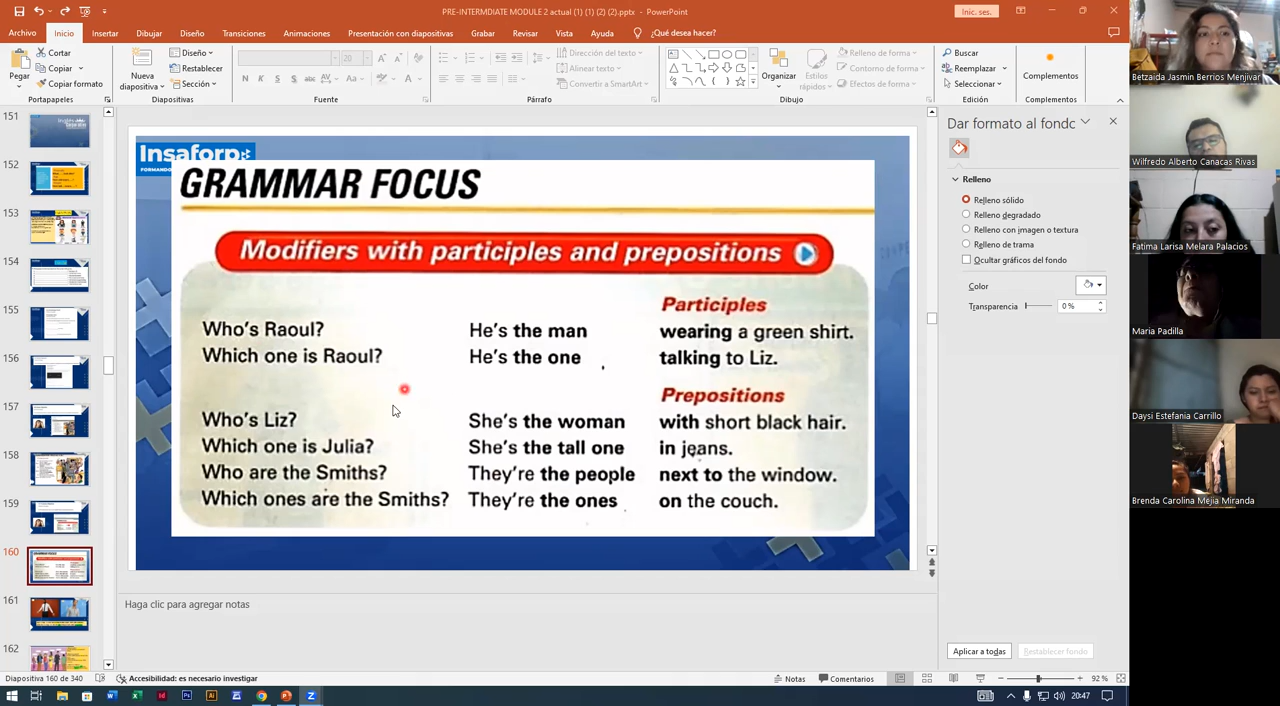 PRE-INTERMDIATE MODULE 2 actual (1) (1) (2) (2).pptx - PowerPoint
Inic. ses.
Archivo Inicio Insertar Dibujar Diseño Transiciones Animaciones Presentación con diapositivas Grabar Revisar Vista Ayuda ¿Qué desea hacer?
Pegar
Cortar
Copiar
Copiar formato
Portapapeles
Nueva
diapositiva
Diseño
Restablecer
Sección
Diapositivas
20
N K S S abc AV Aa A
Fuente
Párrafo
Dirección del texto
Alinear texto
Convertir a SmartArt
Organizar
Estilos
rápidos
Relleno de forma
Contorno de forma
Efectos de forma
Dibujo
Buscar
Reemplazar
Seleccionar
Edición
Complementos
Complementos
151
152
153
154
155
156
157
158
159
160
161
162
Insaforp
GRAMMAR FOCUS
Modifiers with participles and prepositions
Participles
Who's Raoul? He's the man wearing a green shirt.
Which one is Raoul? He's the one talking to Liz.
Prepositions
Who's Liz? She's the woman with short black hair.
Which one is Julia? She's the tall one in jeans.
Who are the Smiths? They're the people next to the window.
Which ones are the Smiths? They're the ones on the couch.
Haga clic para agregar notas
Dar formato al fondo
Relleno
Relleno sólido
Relleno degradado
Relleno con imagen o textura
Relleno de trama
Ocultar gráficos del fondo
Color
Transparencia 0 %
Aplicar a todas
Restablecer fondo
Betzaida Jasmin Berrios Menjivar
Wilfredo Alberto Canacas Rivas
Fatima Larisa Melara Palacios
Maria Padilla
Daysi Estefania Carrillo
Brenda Carolina Mejia Miranda
Diapositiva 160 de 340 Accesibilidad: es necesario investigar Notas Comentarios 92 %
20:47